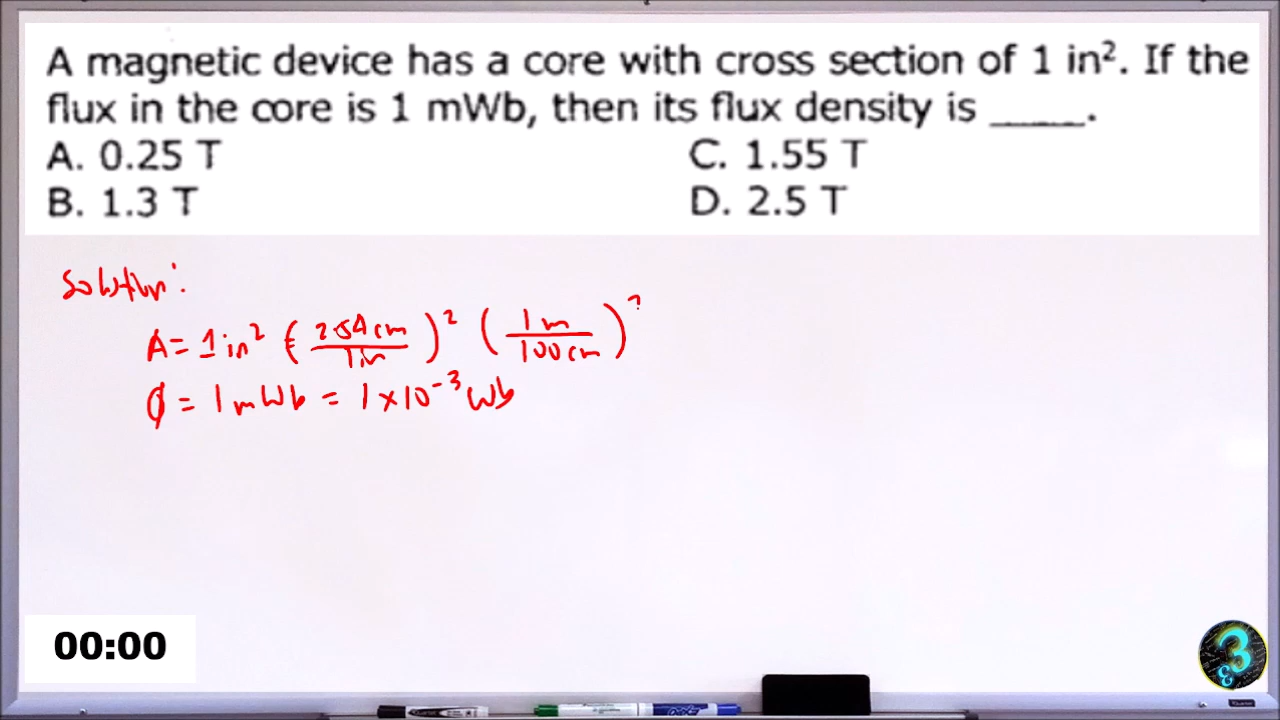 A magnetic device has a core with cross section of 1 in². If the
flux in the core is 1 mWb, then its flux density is _____.
A. 0.25 T
C. 1.55 T
B. 1.3 T
D. 2.5 T
Solution:
A = 1 in² (2.54 cm / 1 in)² (1 m / 100 cm)²
φ = 1 mWb = 1 × 10⁻³ Wb
00:00
3